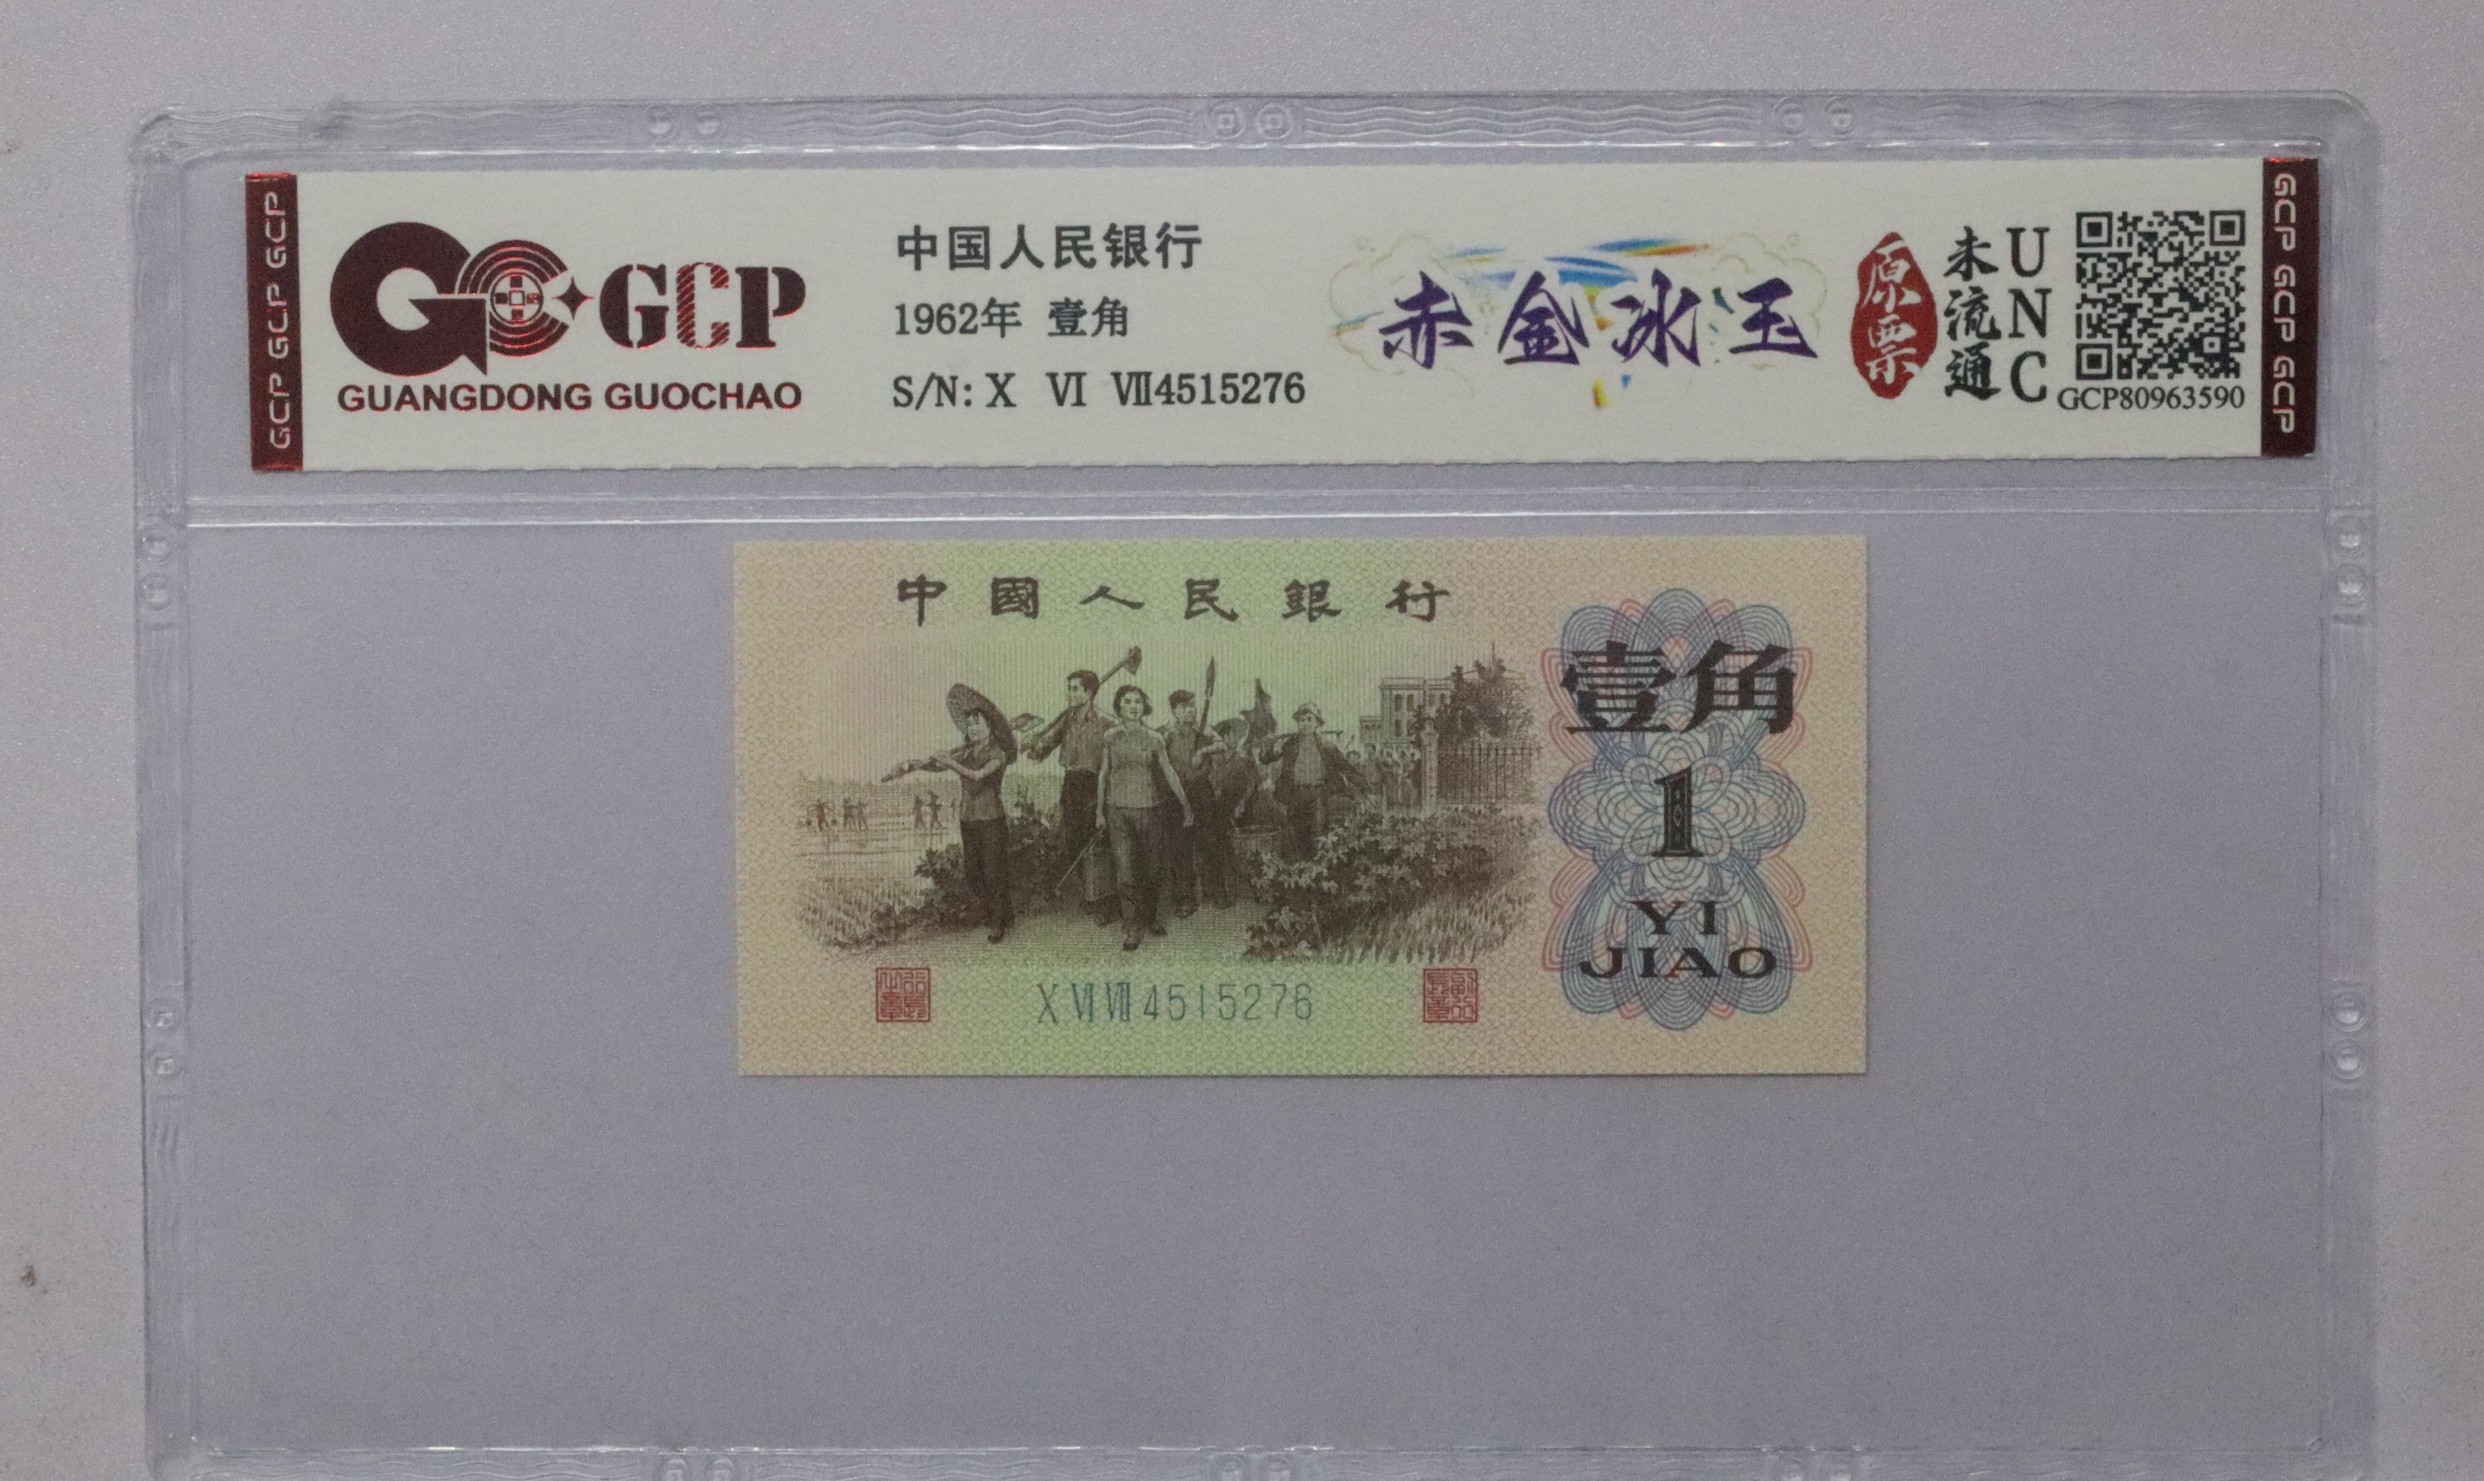 GCP GCP GCP
GCP
GUANGDONG GUOCHAO
中国人民银行
1962年 壹角
S/N: X Ⅵ Ⅶ4515276
赤金冰玉
原票
未流通
UNC
GCP80963590
GCP GCP GCP
中國人民銀行
壹角
1
YI
JIAO
X Ⅵ Ⅶ 4515276